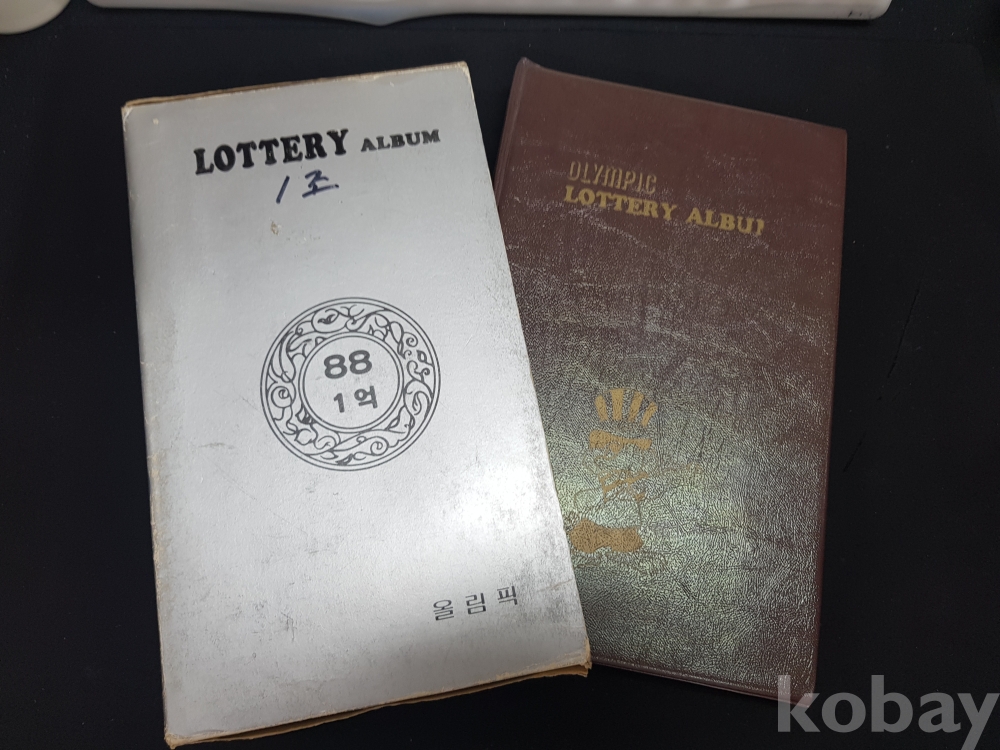 LOTTERY ALBUM
1조
88
1억
올림픽
OLYMPIC
LOTTERY ALBUM
kobay